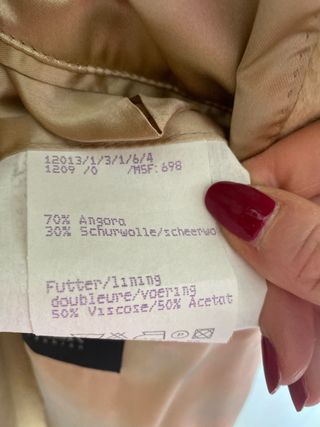 12013/1/3/1/6/4
1209 /0 /MSF:698
70% Angora
30% Schurwolle/scheerwo
Futter/lining
doubleure/voering
50% Viscose/50% Acetat